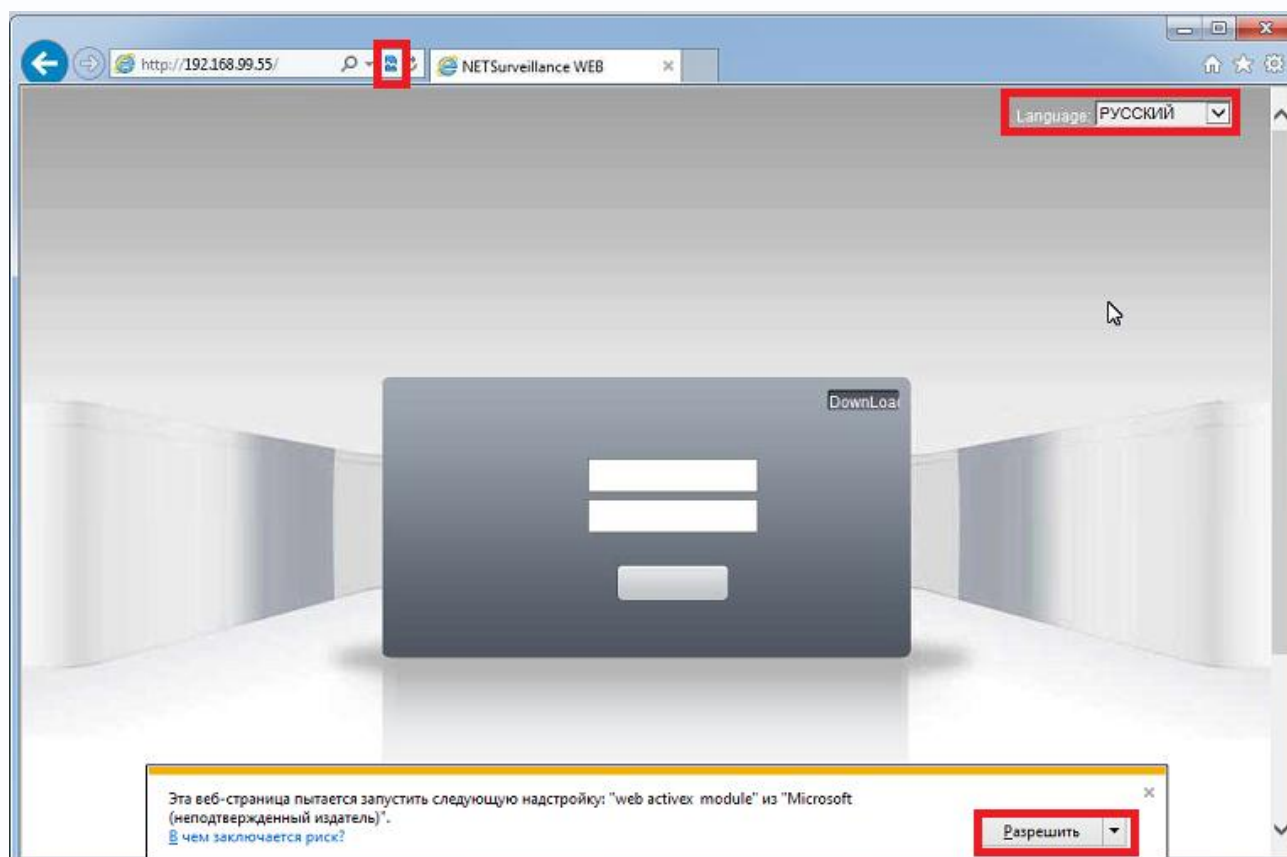 http://192.168.99.55/
NETSurveillance WEB
Language: РУССКИЙ
DownLoad
Эта веб-страница пытается запустить следующую надстройку: "web activex module" из "Microsoft
(неподтвержденный издатель)".
В чем заключается риск?
Разрешить